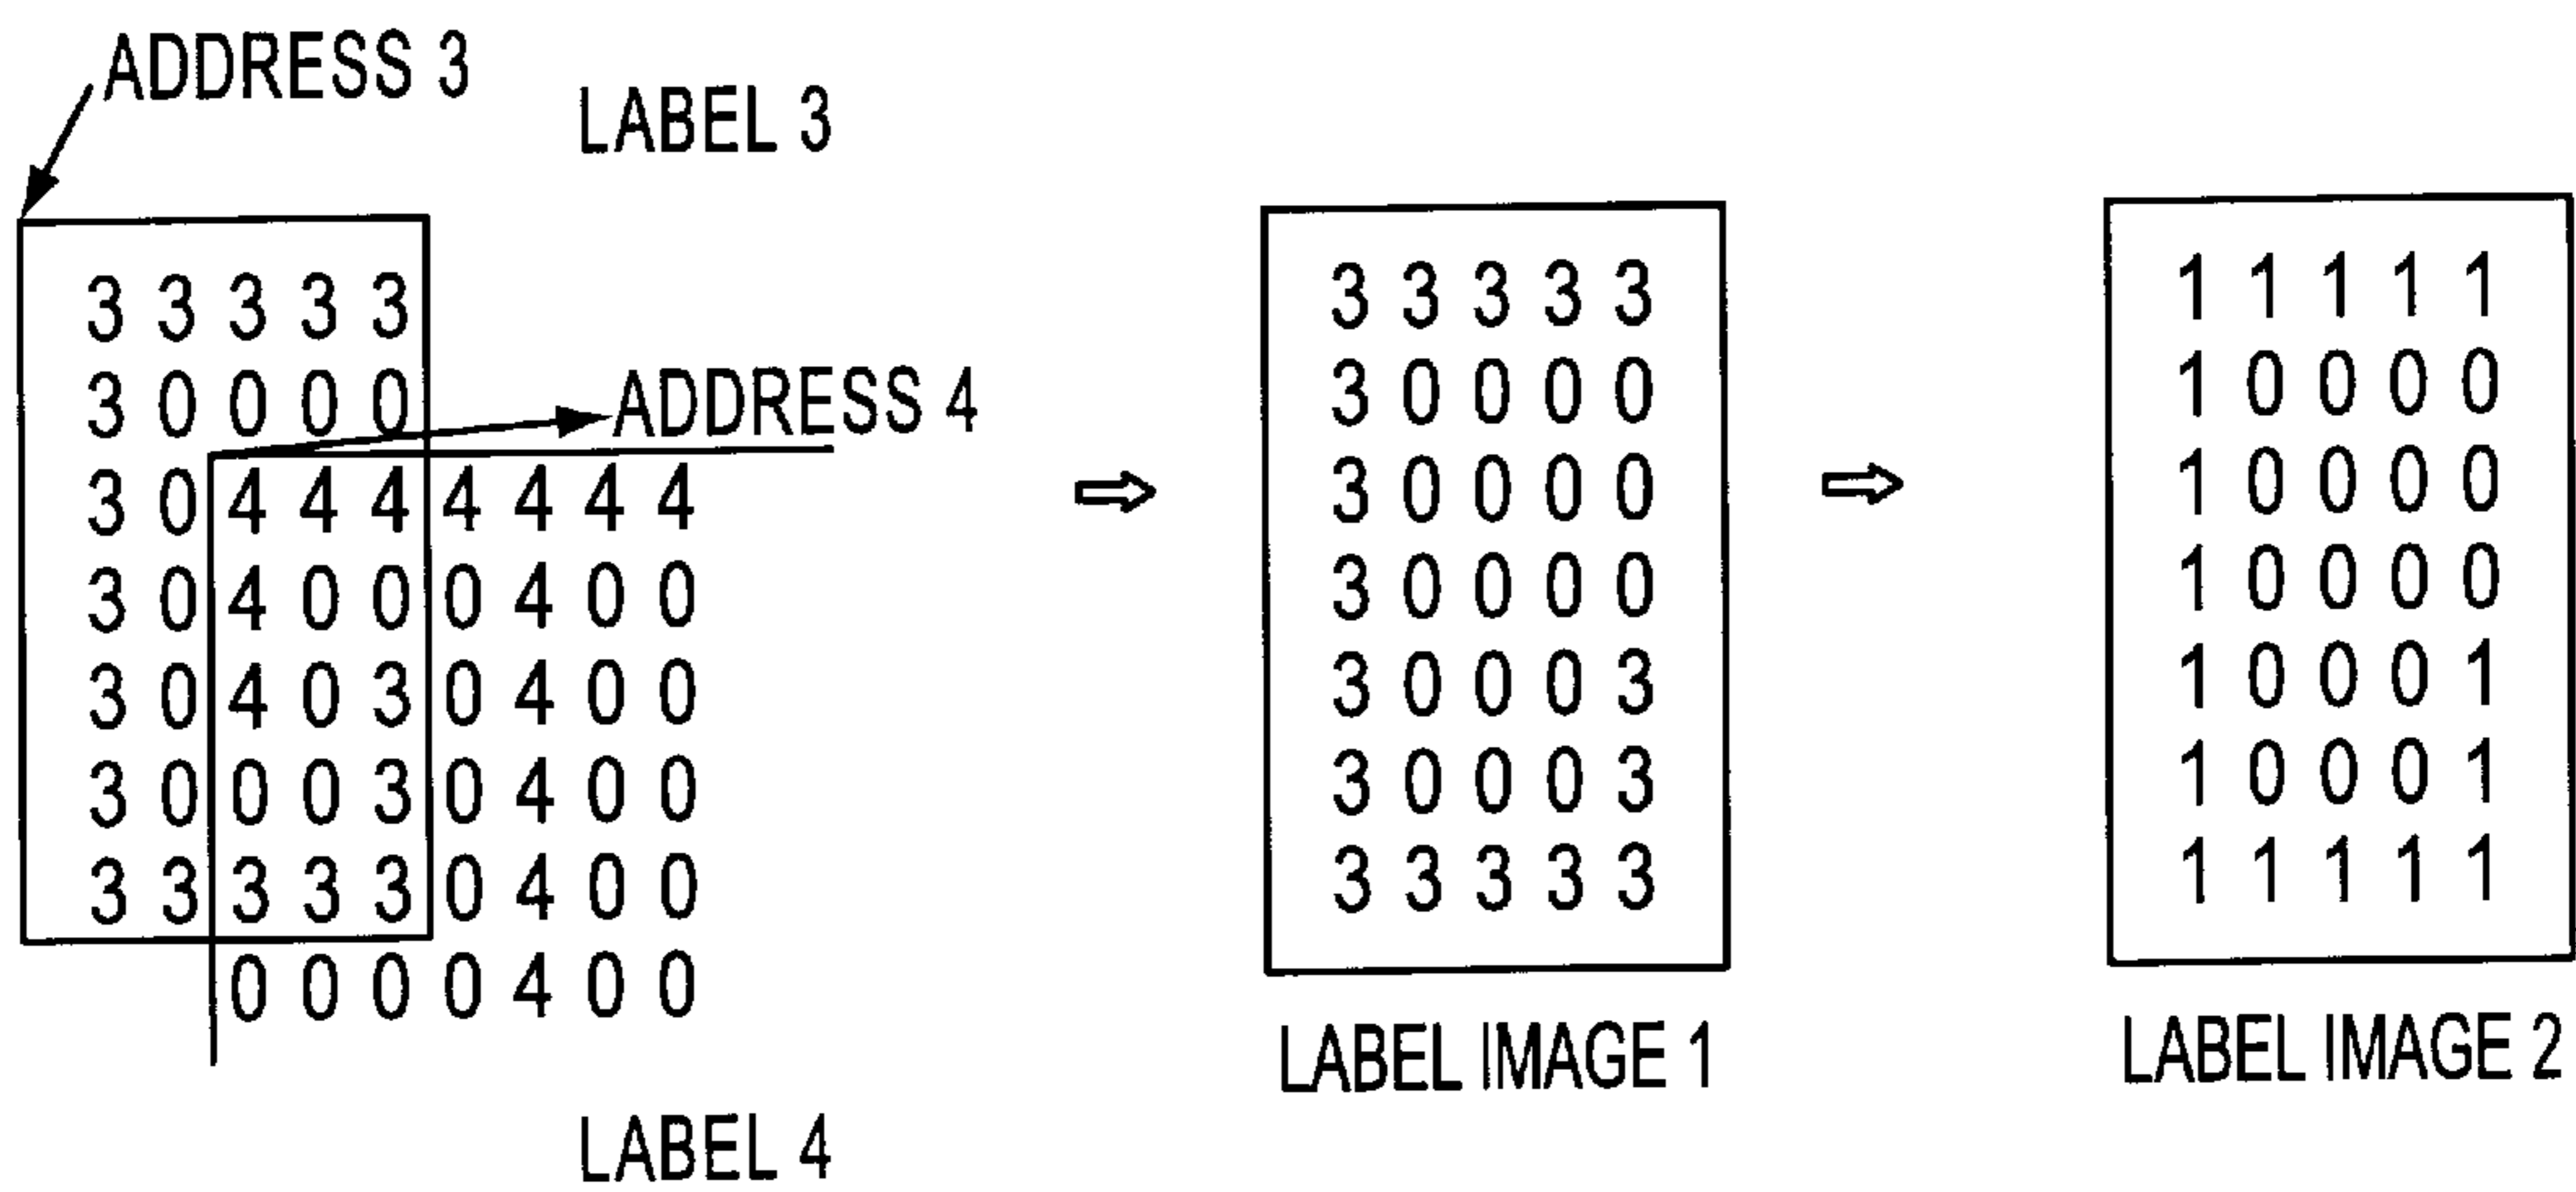 ADDRESS 3
LABEL 3
3 3 3 3 3
3 0 0 0 0
ADDRESS 4
3 0 4 4 4 4 4 4 4
3 0 4 0 0 0 4 0 0
3 0 4 0 3 0 4 0 0
3 0 0 0 3 0 4 0 0
3 3 3 3 3 0 4 0 0
0 0 0 0 4 0 0
LABEL 4
3 3 3 3 3
3 0 0 0 0
3 0 0 0 0
3 0 0 0 0
3 0 0 0 3
3 0 0 0 3
3 3 3 3 3
LABEL IMAGE 1
1 1 1 1 1
1 0 0 0 0
1 0 0 0 0
1 0 0 0 0
1 0 0 0 1
1 0 0 0 1
1 1 1 1 1
LABEL IMAGE 2